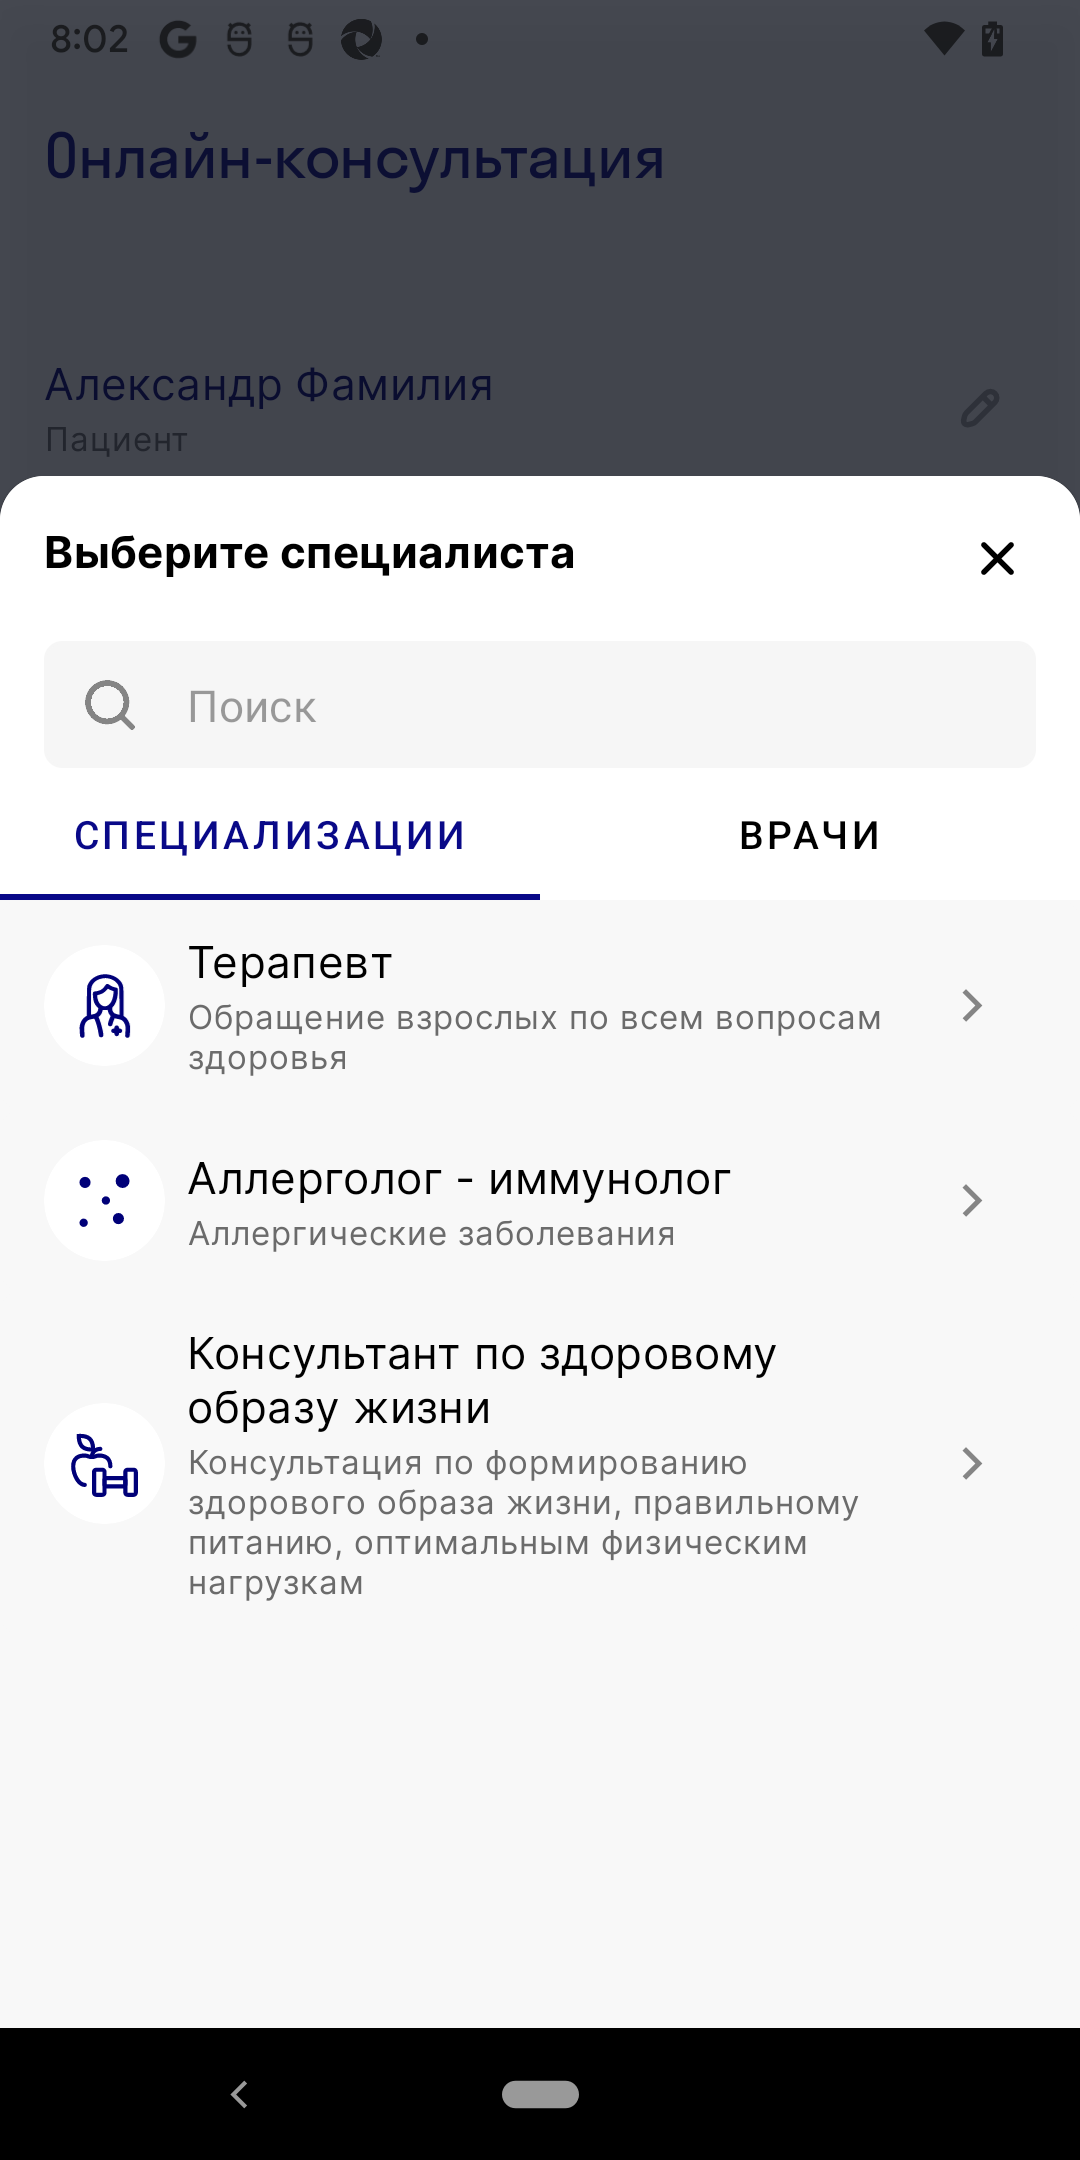 8:02
Онлайн-консультация
Александр Фамилия
Пациент
Выберите специалиста
Поиск
СПЕЦИАЛИЗАЦИИ
ВРАЧИ
Терапевт
Обращение взрослых по всем вопросам
здоровья
Аллерголог - иммунолог
Аллергические заболевания
Консультант по здоровому
образу жизни
Консультация по формированию
здорового образа жизни, правильному
питанию, оптимальным физическим
нагрузкам